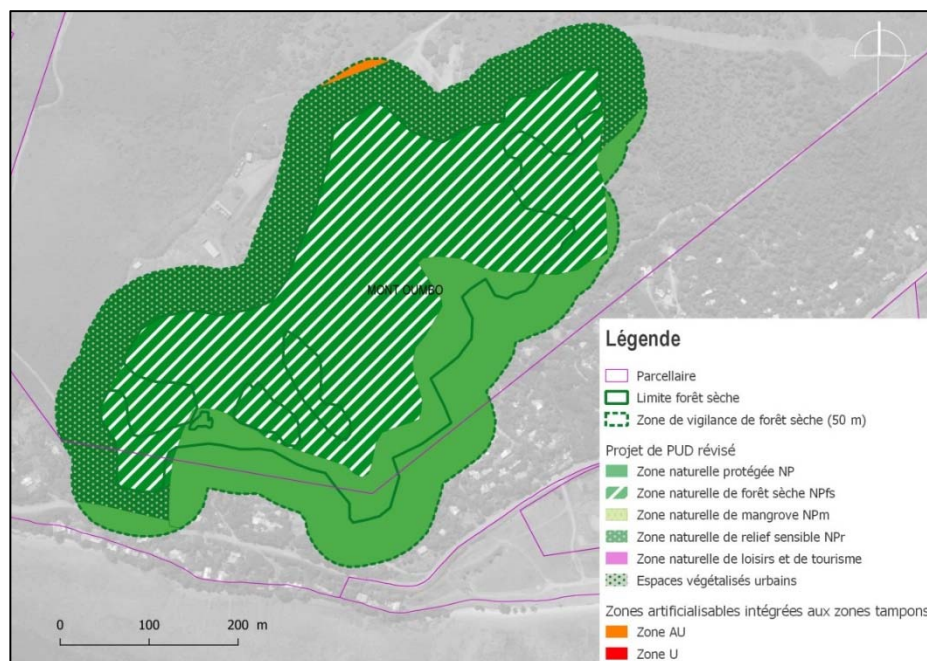 MONT OUMBO
Légende
Parcellaire
Limite forêt sèche
Zone de vigilance de forêt sèche (50 m)
Projet de PUD révisé
Zone naturelle protégée NP
Zone naturelle de forêt sèche NPfs
Zone naturelle de mangrove NPm
Zone naturelle de relief sensible NPr
Zone naturelle de loisirs et de tourisme
Espaces végétalisés urbains
Zones artificialisables intégrées aux zones tampons
Zone AU
Zone U
0 100 200 m